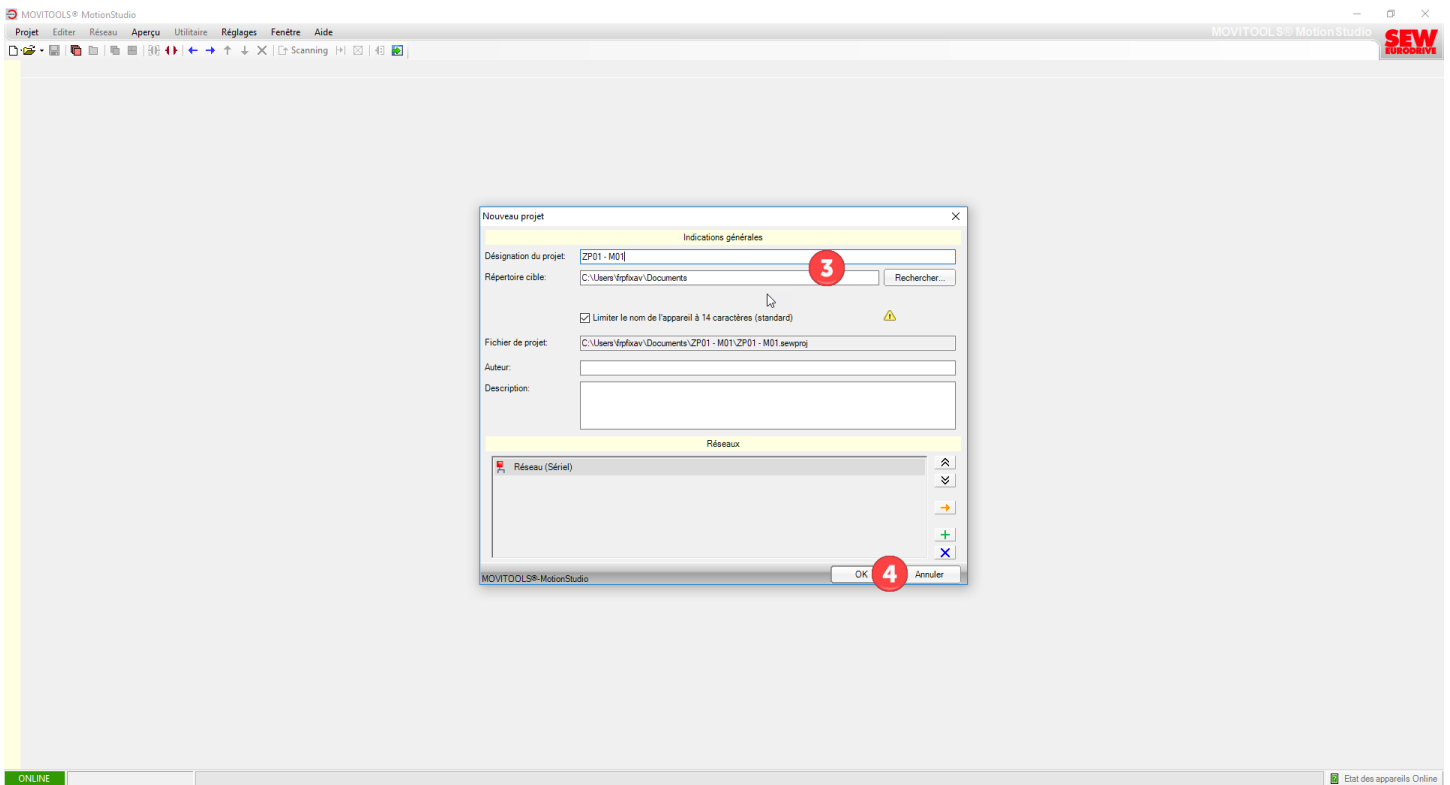 MOVITOOLS® MotionStudio
Projet Editer Réseau Aperçu Utilitaire Réglages Fenêtre Aide
MOVITOOLS® MotionStudio
SEW
EURODRIVE
Scanning
Nouveau projet
Indications générales
Désignation du projet: ZP01 - M01
3
Répertoire cible: C:\Users\frpfixav\Documents Rechercher...
Limiter le nom de l'appareil à 14 caractères (standard)
Fichier de projet: C:\Users\frpfixav\Documents\ZP01 - M01\ZP01 - M01.sewproj
Auteur:
Description:
Réseaux
Réseau (Sériel)
OK 4 Annuler
MOVITOOLS®-MotionStudio
ONLINE
Etat des appareils Online